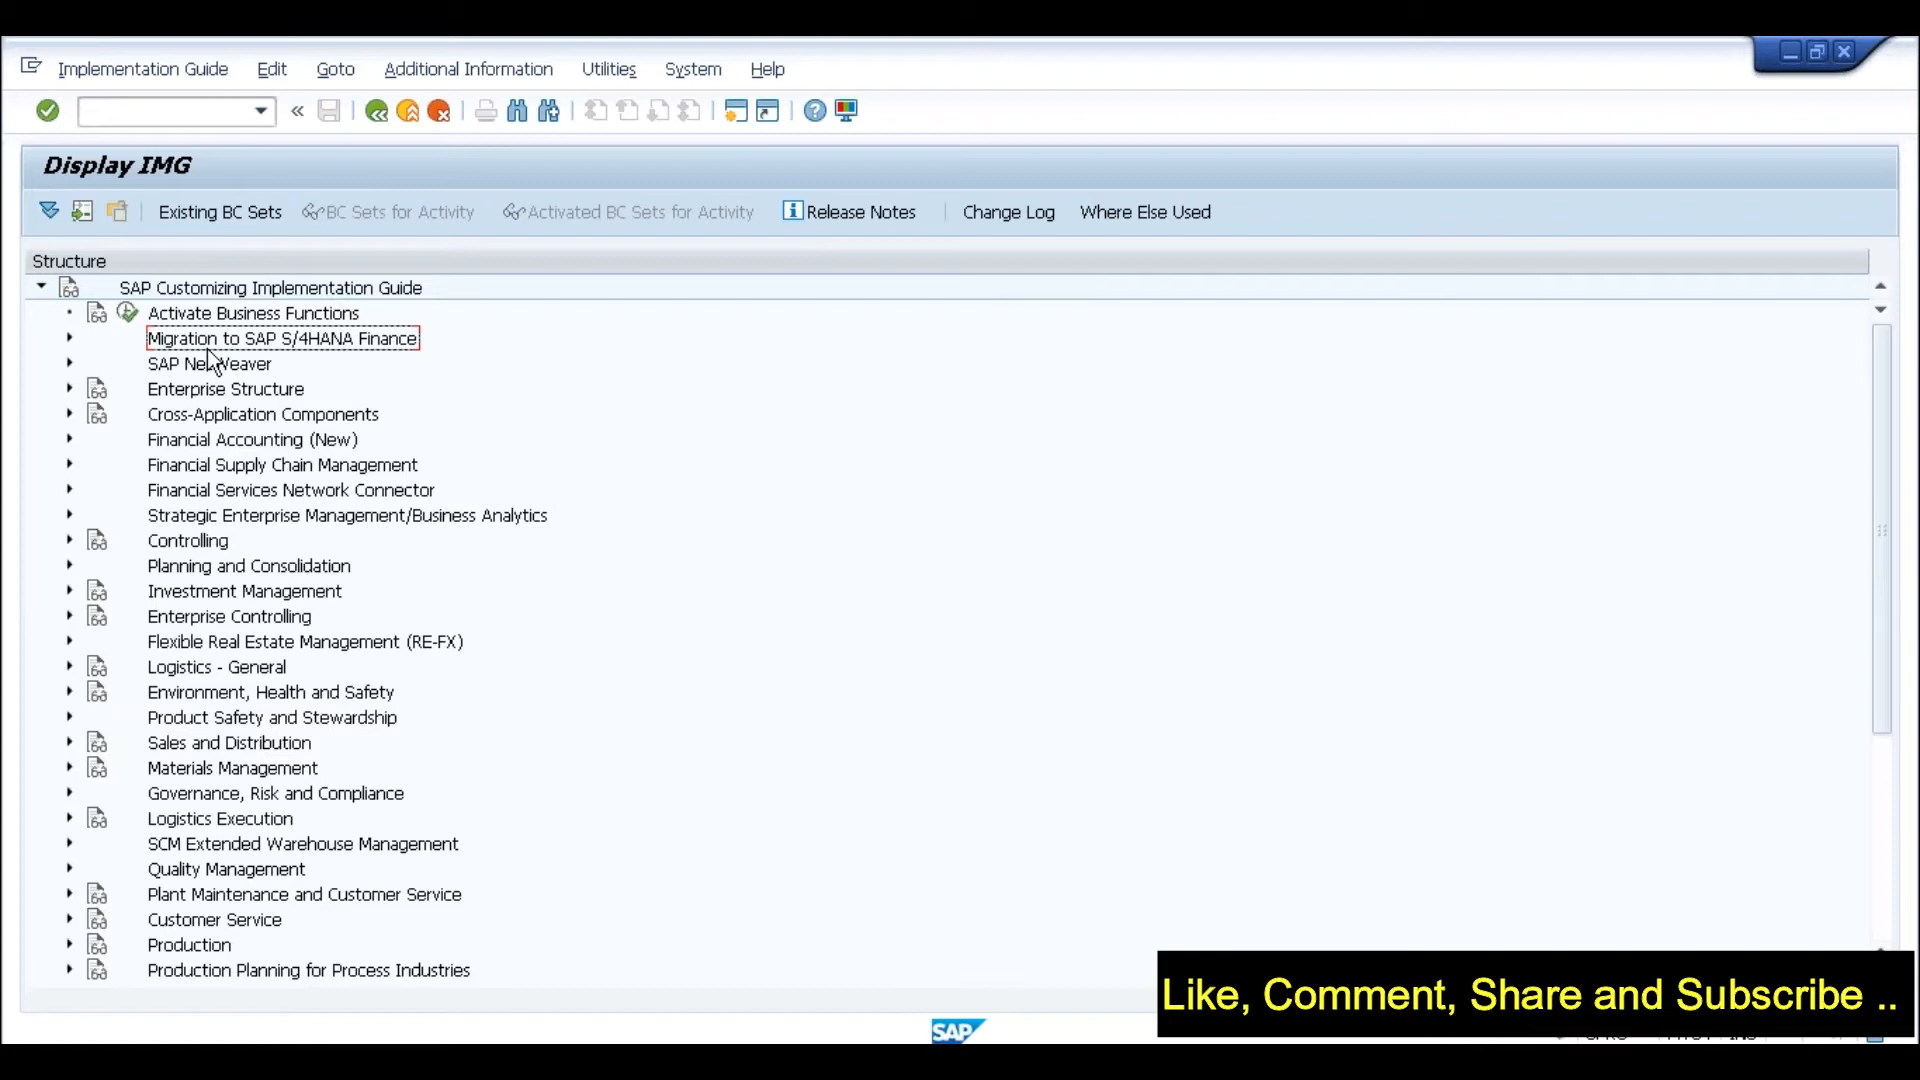 Implementation Guide Edit Goto Additional Information Utilities System Help
Display IMG
Existing BC Sets BC Sets for Activity Activated BC Sets for Activity Release Notes Change Log Where Else Used
Structure
SAP Customizing Implementation Guide
Activate Business Functions
Migration to SAP S/4HANA Finance
SAP NetWeaver
Enterprise Structure
Cross-Application Components
Financial Accounting (New)
Financial Supply Chain Management
Financial Services Network Connector
Strategic Enterprise Management/Business Analytics
Controlling
Planning and Consolidation
Investment Management
Enterprise Controlling
Flexible Real Estate Management (RE-FX)
Logistics - General
Environment, Health and Safety
Product Safety and Stewardship
Sales and Distribution
Materials Management
Governance, Risk and Compliance
Logistics Execution
SCM Extended Warehouse Management
Quality Management
Plant Maintenance and Customer Service
Customer Service
Production
Production Planning for Process Industries
Like, Comment, Share and Subscribe ..
SAP